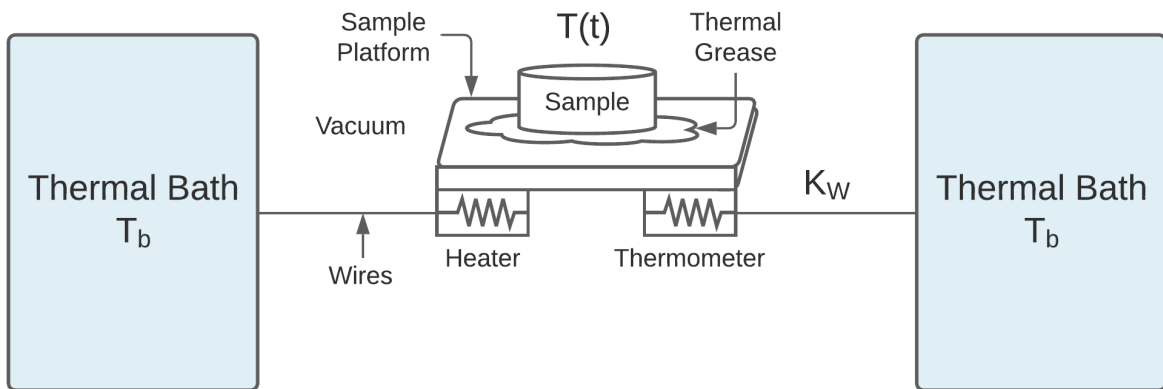 Sample
Platform
T(t)
Thermal
Grease
Sample
Vacuum
Thermal Bath
T_b
K_W
Thermal Bath
T_b
Heater
Thermometer
Wires